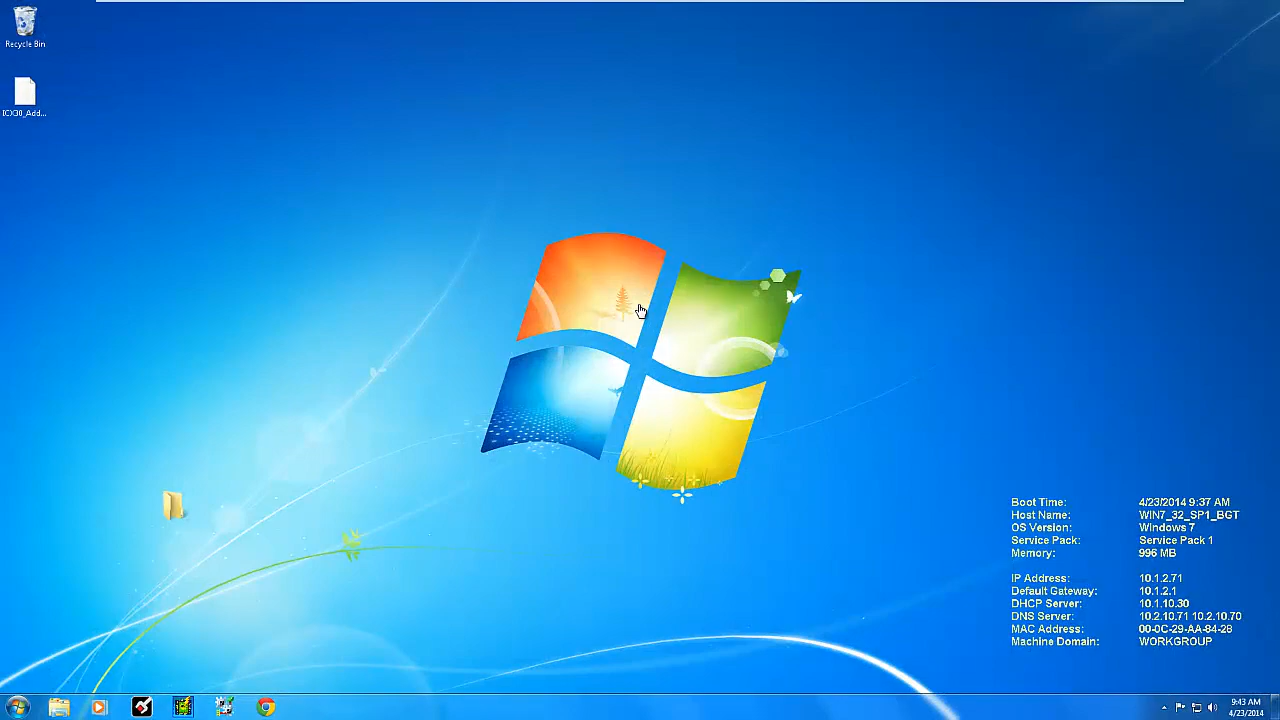 Recycle Bin
ICX30_Add...
Boot Time: 4/23/2014 9:37 AM
Host Name: WIN7_32_SP1_BGT
OS Version: Windows 7
Service Pack: Service Pack 1
Memory: 996 MB
IP Address: 10.1.2.71
Default Gateway: 10.1.2.1
DHCP Server: 10.1.10.30
DNS Server: 10.2.10.71 10.2.10.70
MAC Address: 00-0C-29-AA-84-28
Machine Domain: WORKGROUP
9:43 AM
4/23/2014